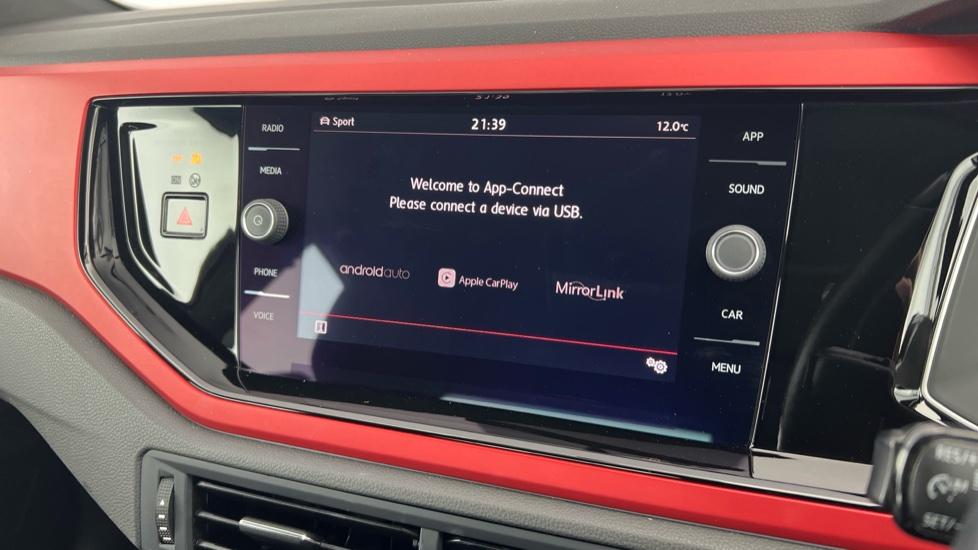 RADIO
MEDIA
PHONE
VOICE
Sport 21:39 12.0°C
Welcome to App-Connect
Please connect a device via USB.
androidauto Apple CarPlay MirrorLink
APP
SOUND
CAR
MENU
SET/